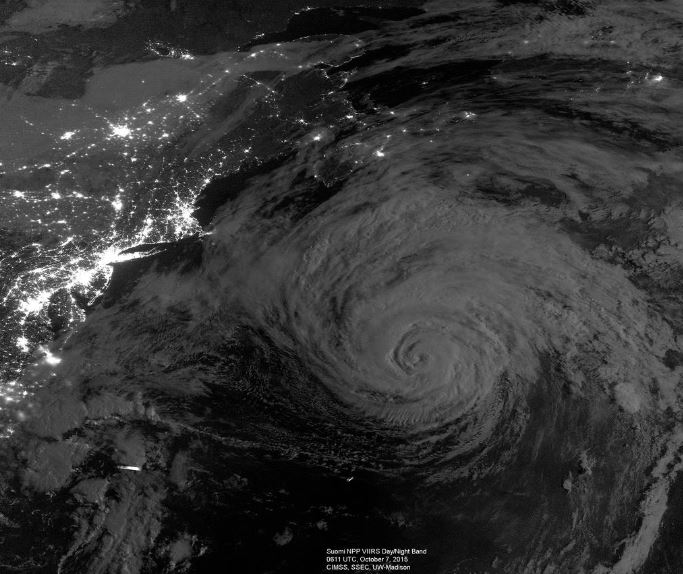 Suomi NPP VIIRS Day/Night Band
0611 UTC, October 7, 2015
CIMSS, SSEC, UW-Madison